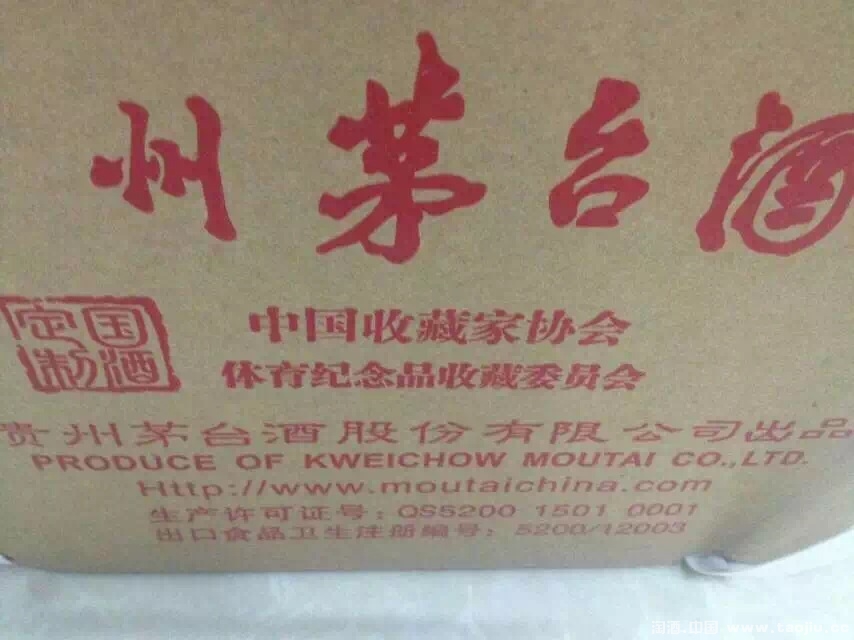 州茅台酒
国酒定制
中国收藏家协会
体育纪念品收藏委员会
贵州茅台酒股份有限公司出品
PRODUCE OF KWEICHOW MOUTAI CO.,LTD.
Http://www.moutaichina.com
生产许可证号：QS5200 1501 0001
出口食品卫生注册编号：5200/12003